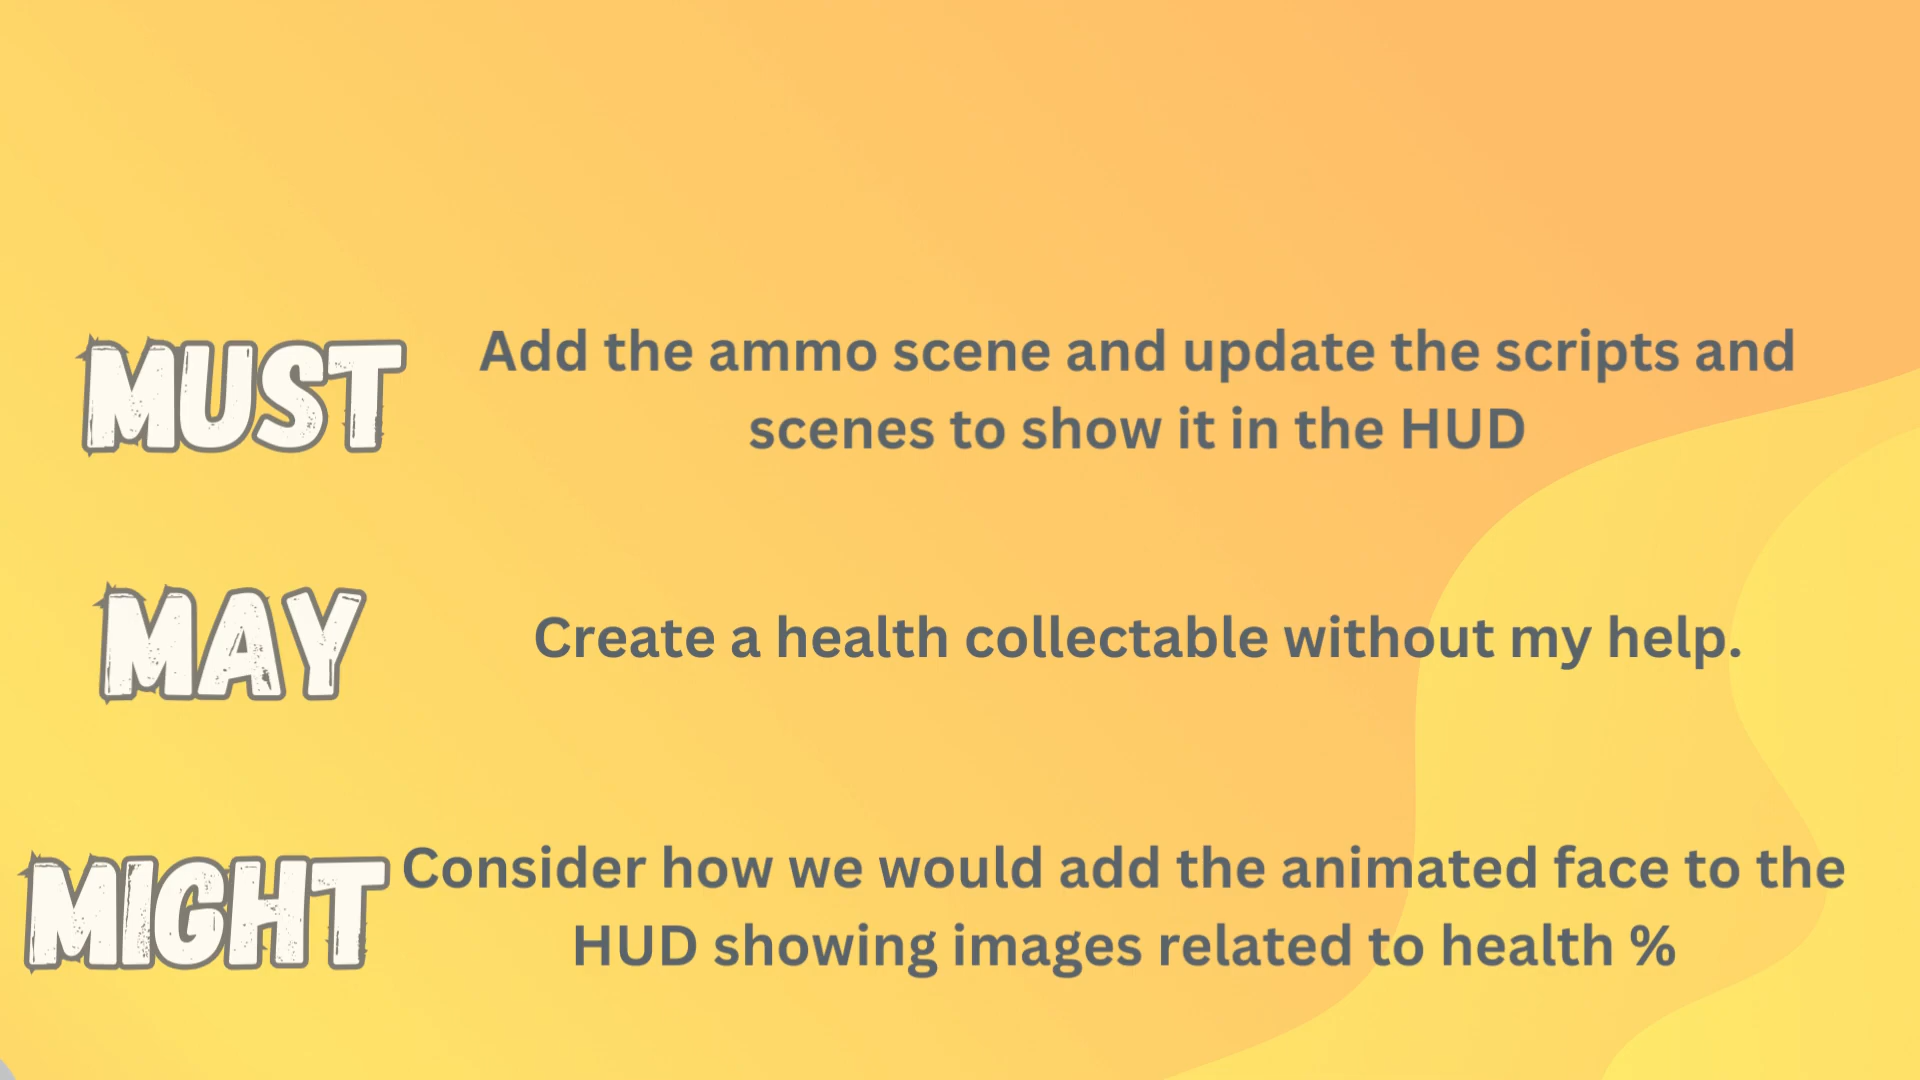 MUST
Add the ammo scene and update the scripts and
scenes to show it in the HUD
MAY
Create a health collectable without my help.
MIGHT
Consider how we would add the animated face to the
HUD showing images related to health %